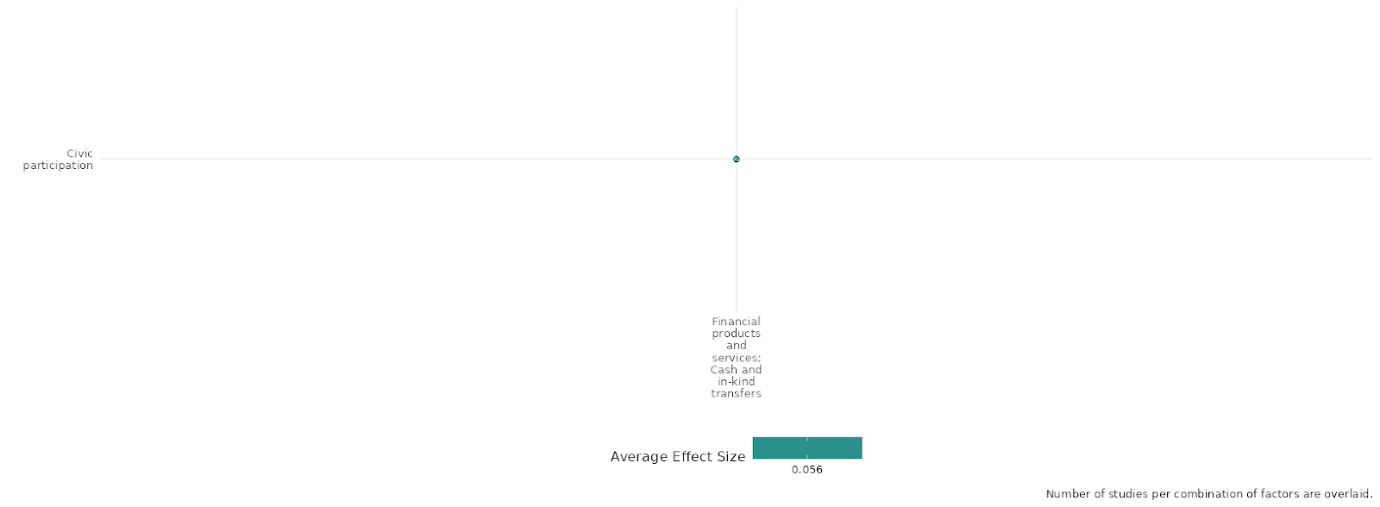 Civic
participation
Financial
products
and
services;
Cash and
in-kind
transfers
Average Effect Size
0.056
Number of studies per combination of factors are overlaid.